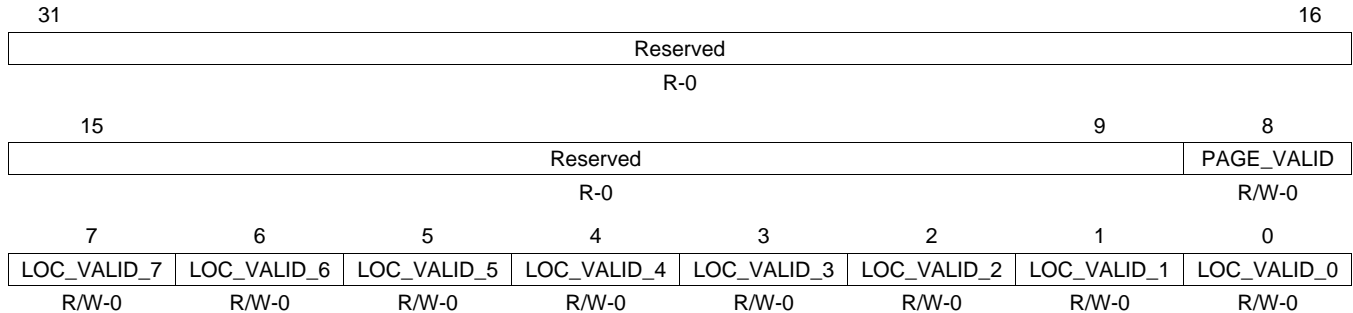 31 16
Reserved
R-0
15 9 8
Reserved PAGE_VALID
R-0 R/W-0
7 6 5 4 3 2 1 0
LOC_VALID_7 LOC_VALID_6 LOC_VALID_5 LOC_VALID_4 LOC_VALID_3 LOC_VALID_2 LOC_VALID_1 LOC_VALID_0
R/W-0 R/W-0 R/W-0 R/W-0 R/W-0 R/W-0 R/W-0 R/W-0